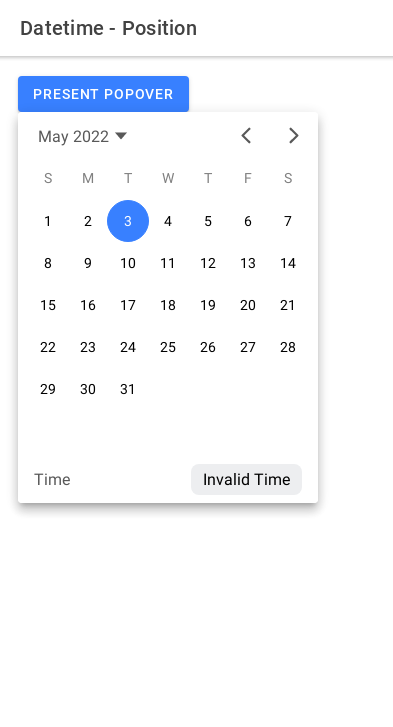 Datetime - Position
PRESENT POPOVER
May 2022
S M T W T F S
1 2 3 4 5 6 7
8 9 10 11 12 13 14
15 16 17 18 19 20 21
22 23 24 25 26 27 28
29 30 31
Time Invalid Time